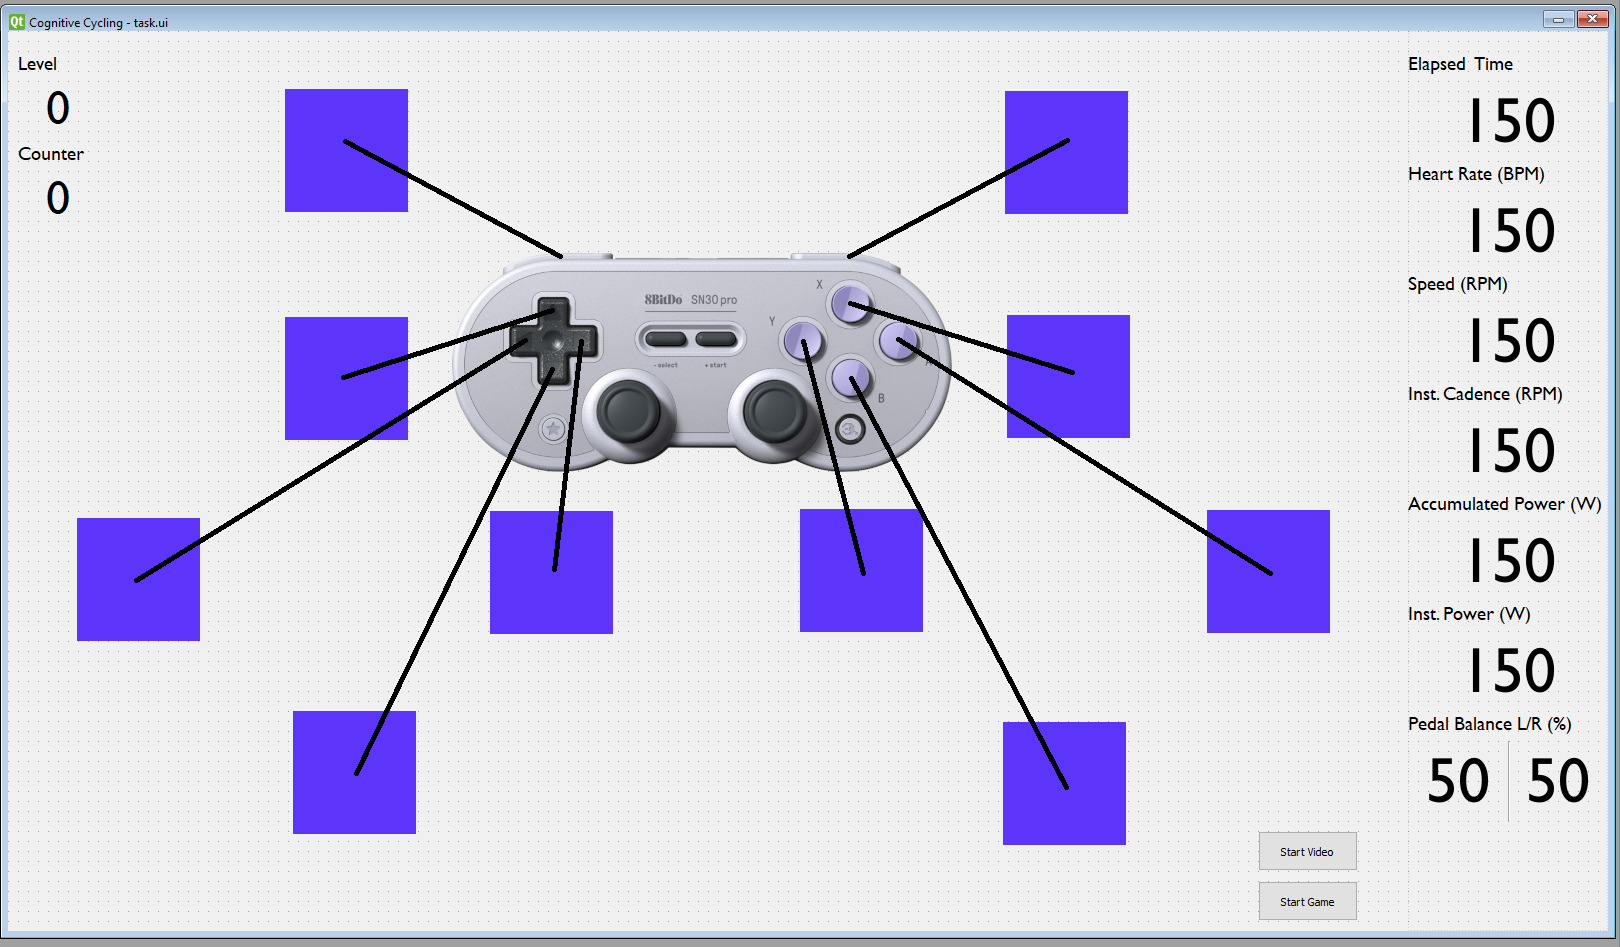 Cognitive Cycling - task.ui
Level
0
Counter
0
Elapsed Time
150
Heart Rate (BPM)
150
Speed (RPM)
150
Inst. Cadence (RPM)
150
Accumulated Power (W)
150
Inst. Power (W)
150
Pedal Balance L/R (%)
50 50
8BitDo SN30 pro
- select + start
X
Y
A
B
Start Video
Start Game